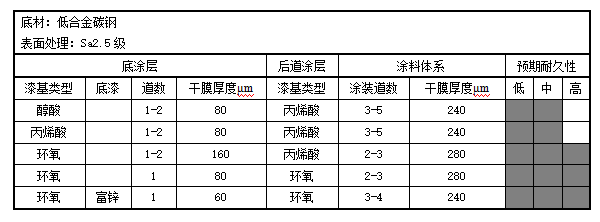 底材：低合金碳钢
表面处理：Sa2.5级
底涂层 后道涂层 涂料体系 预期耐久性
漆基类型 底漆 道数 干膜厚度μm 漆基类型 涂装道数 干膜厚度μm 低 中 高
醇酸 1-2 80 丙烯酸 3-5 240
丙烯酸 1-2 80 丙烯酸 3-5 240
环氧 1-2 160 丙烯酸 2-3 280
环氧 1 80 环氧 2-3 280
环氧 富锌 1 60 环氧 3-4 240